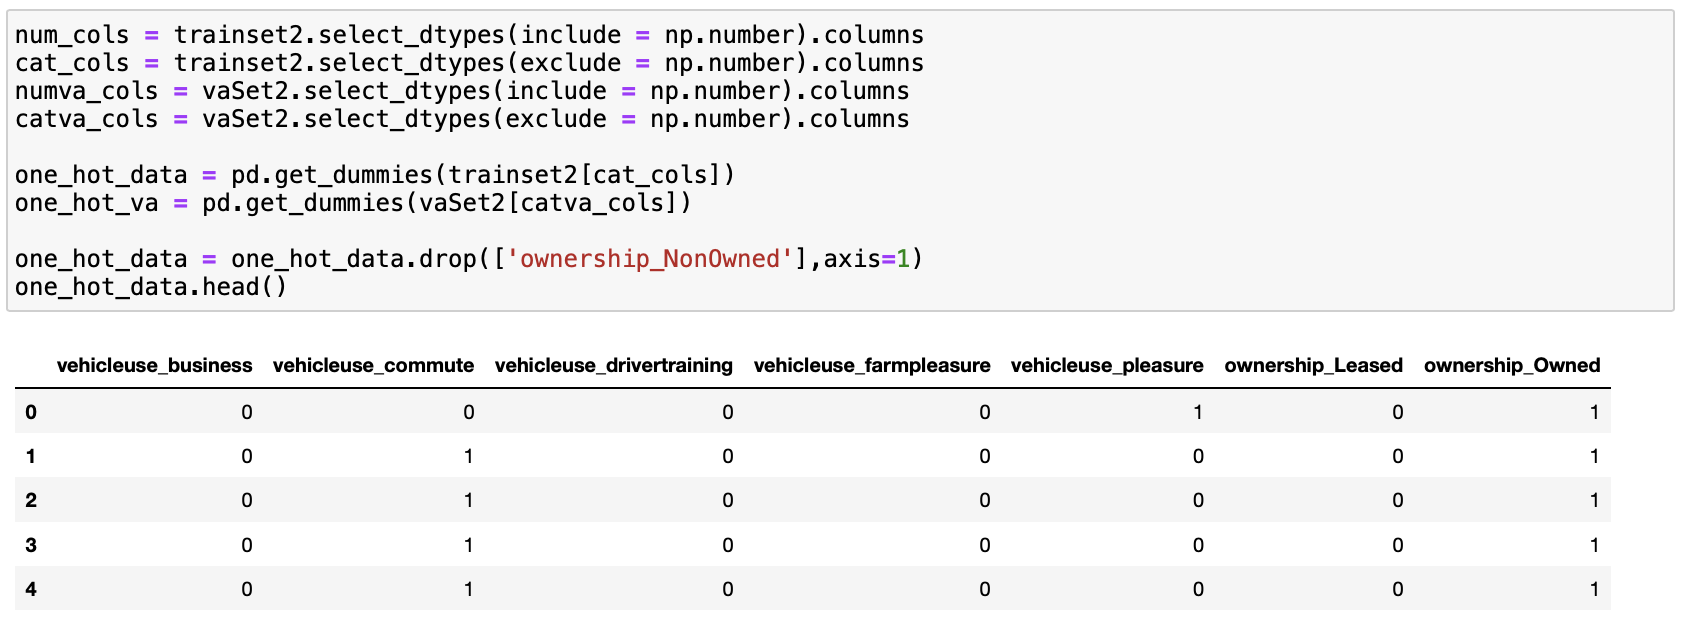 num_cols = trainset2.select_dtypes(include = np.number).columns
cat_cols = trainset2.select_dtypes(exclude = np.number).columns
numva_cols = vaSet2.select_dtypes(include = np.number).columns
catva_cols = vaSet2.select_dtypes(exclude = np.number).columns
one_hot_data = pd.get_dummies(trainset2[cat_cols])
one_hot_va = pd.get_dummies(vaSet2[catva_cols])
one_hot_data = one_hot_data.drop(['ownership_NonOwned'],axis=1)
one_hot_data.head()
vehicleuse_business vehicleuse_commute vehicleuse_drivertraining vehicleuse_farmpleasure vehicleuse_pleasure ownership_Leased ownership_Owned
0 0 0 0 0 1 0 1
1 0 1 0 0 0 0 1
2 0 1 0 0 0 0 1
3 0 1 0 0 0 0 1
4 0 1 0 0 0 0 1